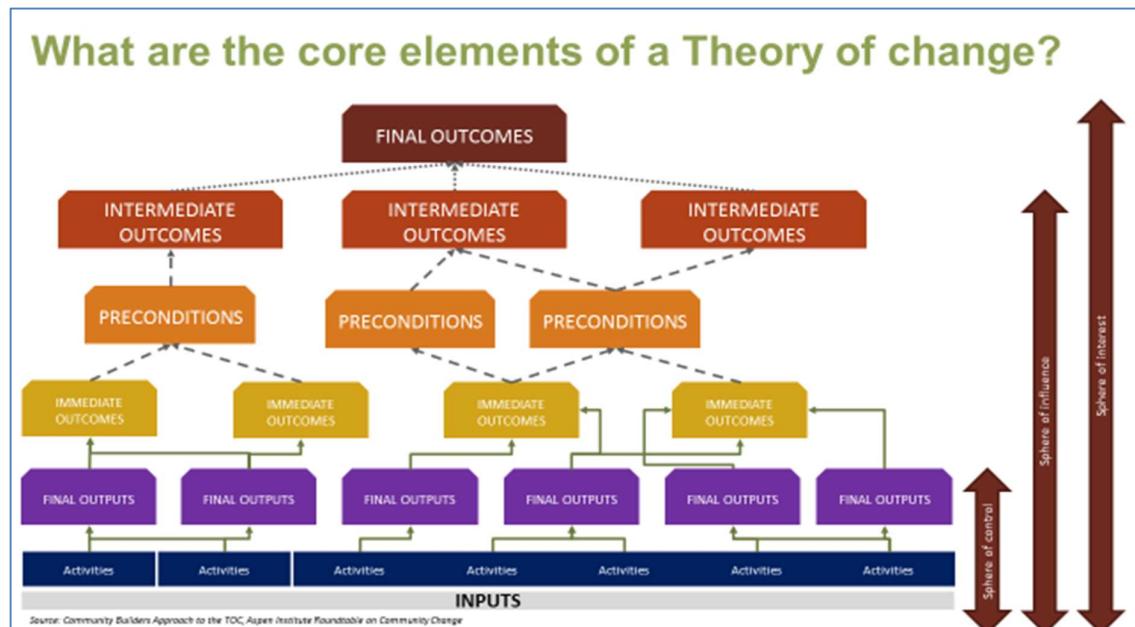 What are the core elements of a Theory of change?
FINAL OUTCOMES
INTERMEDIATE
OUTCOMES
INTERMEDIATE
OUTCOMES
INTERMEDIATE
OUTCOMES
PRECONDITIONS
PRECONDITIONS
PRECONDITIONS
IMMEDIATE
OUTCOMES
IMMEDIATE
OUTCOMES
IMMEDIATE
OUTCOMES
IMMEDIATE
OUTCOMES
FINAL OUTPUTS
FINAL OUTPUTS
FINAL OUTPUTS
FINAL OUTPUTS
FINAL OUTPUTS
FINAL OUTPUTS
Activities
Activities
Activities
Activities
Activities
Activities
Activities
INPUTS
Source: Community Builders Approach to the TOC, Aspen Institute Roundtable on Community Change
Sphere of control
Sphere of influence
Sphere of interest